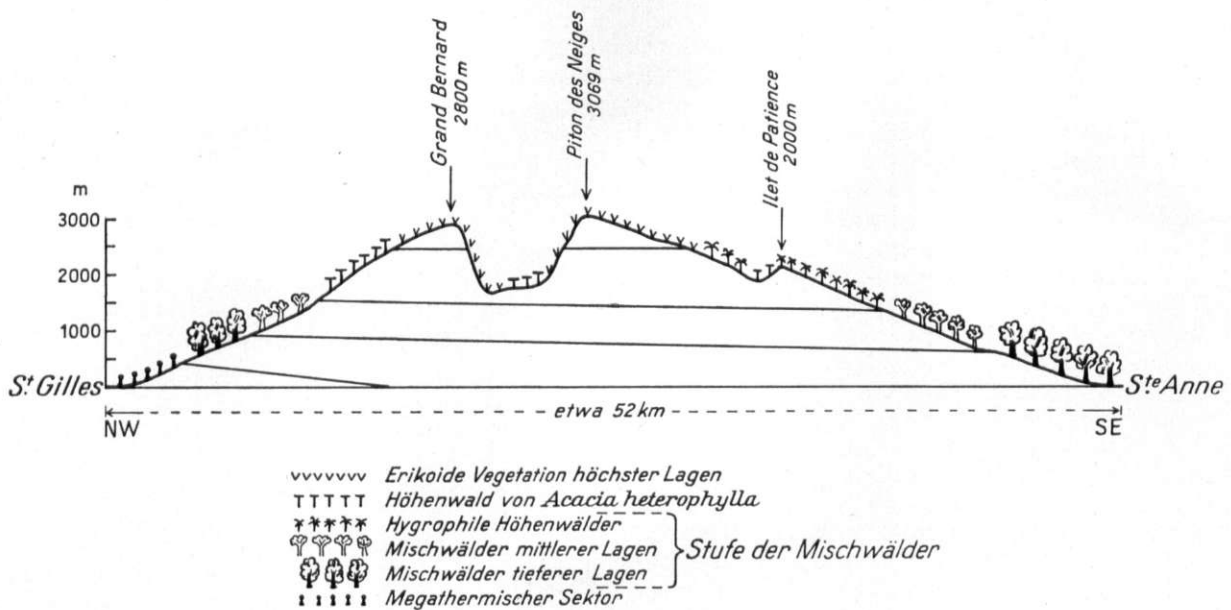 Grand Bernard
2800 m
Piton des Neiges
3069 m
Ilet de Patience
2000 m
m
3000
2000
1000
St Gilles
Ste Anne
etwa 52 km
NW
SE
Erikoide Vegetation höchster Lagen
Höhenwald von Acacia heterophylla
Hygrophile Höhenwälder
Mischwälder mittlerer Lagen
Stufe der Mischwälder
Mischwälder tieferer Lagen
Megathermischer Sektor